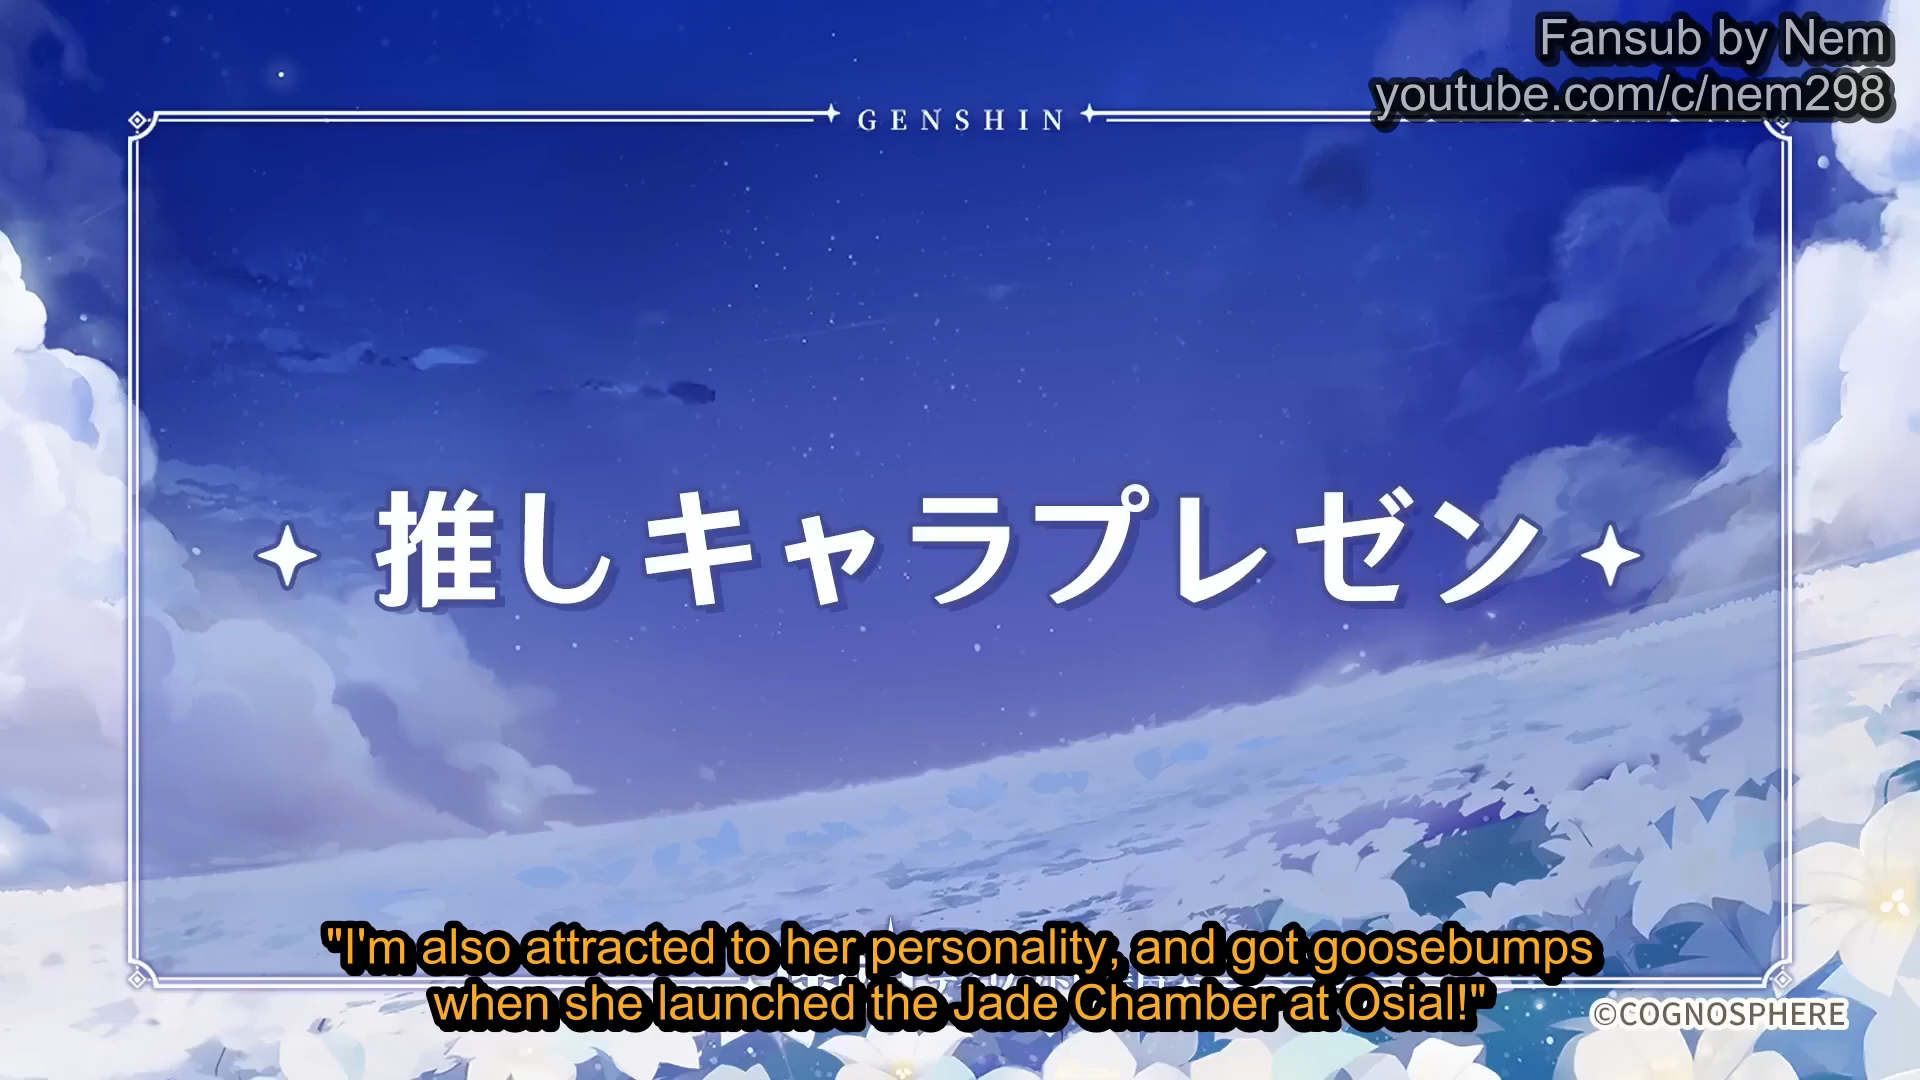 Fansub by Nem
youtube.com/c/nem298
GENSHIN
推しキャラプレゼン
"I'm also attracted to her personality, and got goosebumps
when she launched the Jade Chamber at Osial!"
©COGNOSPHERE